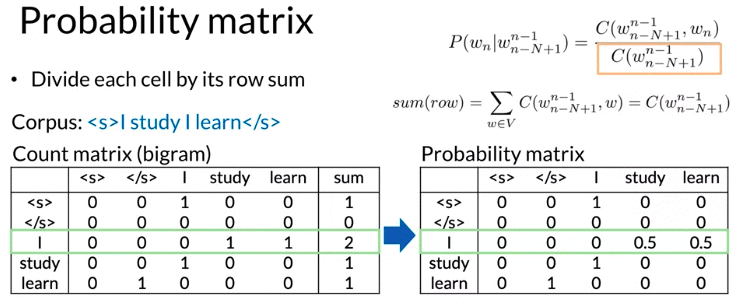 Probability matrix
P(w_n|w_{n-N+1}^{n-1}) = C(w_{n-N+1}^{n-1}, w_n) / C(w_{n-N+1}^{n-1})
• Divide each cell by its row sum
sum(row) = ∑_{w∈V} C(w_{n-N+1}^{n-1}, w) = C(w_{n-N+1}^{n-1})
Corpus: <s>I study I learn</s>
Count matrix (bigram)
<s> </s> I study learn sum
<s> 0 0 1 0 0 1
</s> 0 0 0 0 0 0
I 0 0 0 1 1 2
study 0 0 1 0 0 1
learn 0 1 0 0 0 1
Probability matrix
<s> </s> I study learn
<s> 0 0 1 0 0
</s> 0 0 0 0 0
I 0 0 0 0.5 0.5
study 0 0 1 0 0
learn 0 1 0 0 0